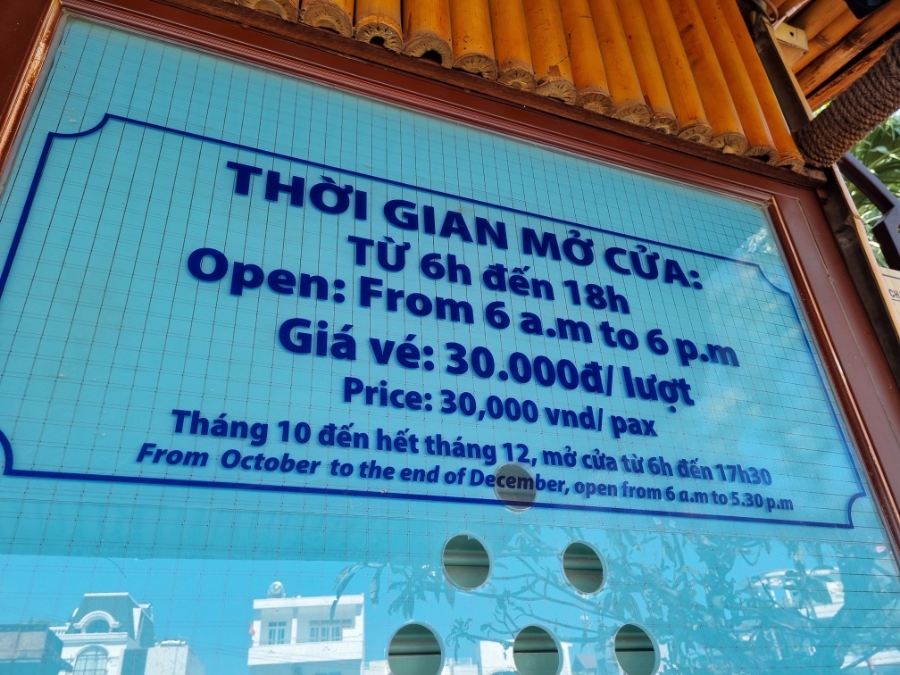 THỜI GIAN MỞ CỬA:
TỪ 6h đến 18h
Open: From 6 a.m to 6 p.m
Giá vé: 30.000đ/ lượt
Price: 30,000 vnd/ pax
Tháng 10 đến hết tháng 12, mở cửa từ 6h đến 17h30
From October to the end of December, open from 6 a.m to 5.30 p.m